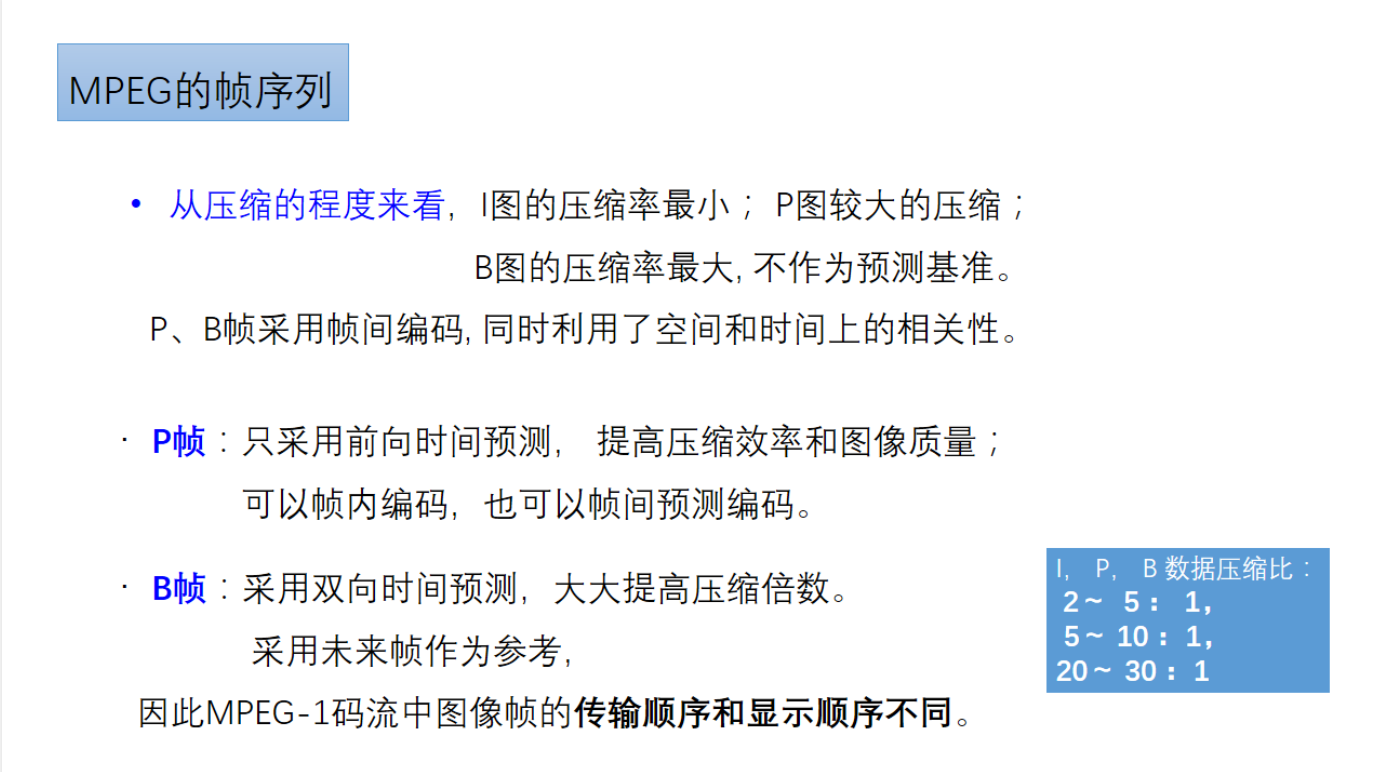 MPEG的帧序列
• 从压缩的程度来看，I图的压缩率最小； P图较大的压缩；
B图的压缩率最大, 不作为预测基准。
P、B帧采用帧间编码, 同时利用了空间和时间上的相关性。
· P帧：只采用前向时间预测， 提高压缩效率和图像质量；
可以帧内编码，也可以帧间预测编码。
· B帧：采用双向时间预测，大大提高压缩倍数。
采用未来帧作为参考,
因此MPEG-1码流中图像帧的传输顺序和显示顺序不同。
I， P， B 数据压缩比：
2～ 5： 1，
5～ 10：1，
20～ 30：1